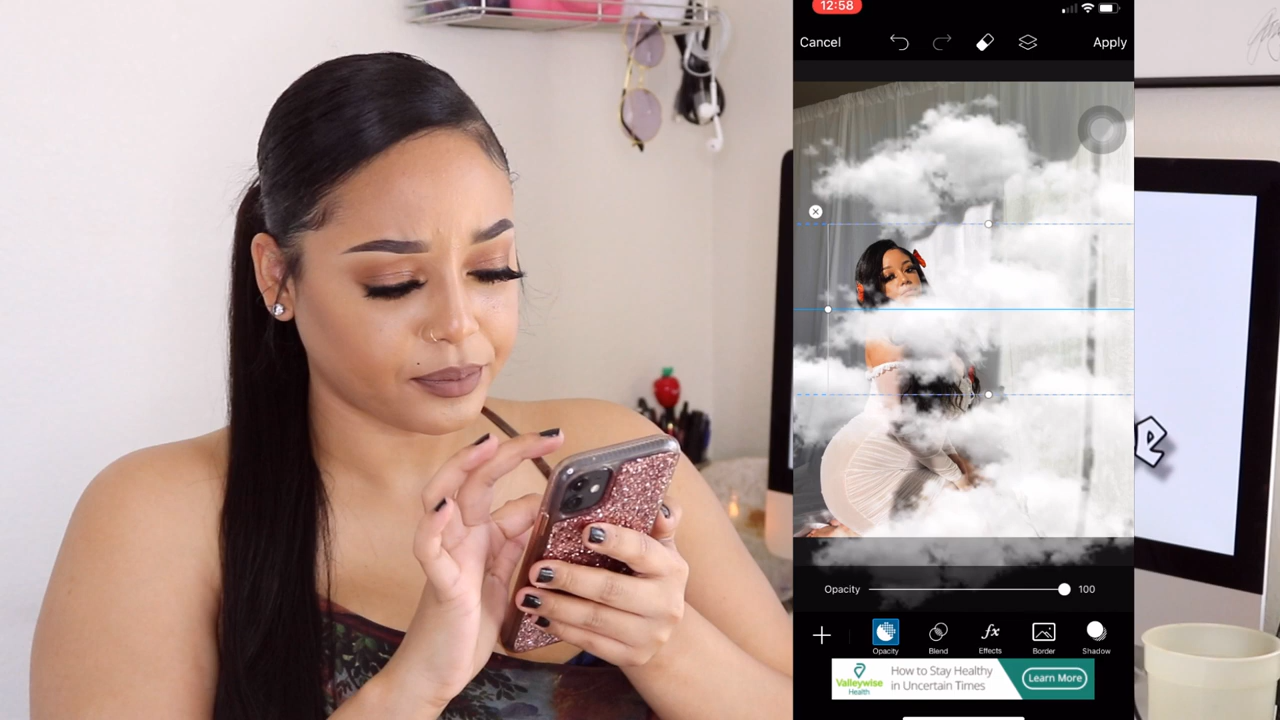 12:58
Cancel
Apply
Opacity
100
Opacity
Blend
fx
Effects
Border
Shadow
Valleywise
Health
How to Stay Healthy
in Uncertain Times
Learn More
e